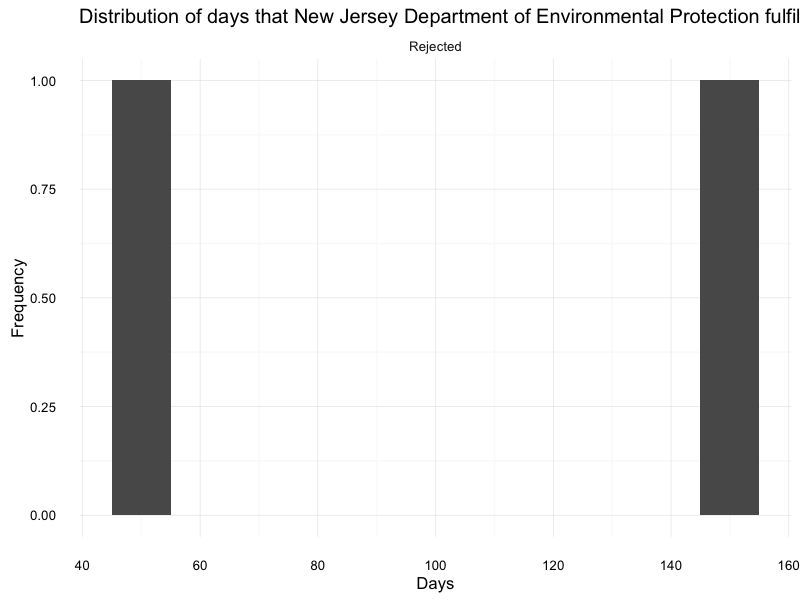 Distribution of days that New Jersey Department of Environmental Protection fulfil
Rejected
1.00
0.75
0.50
0.25
0.00
Frequency
40 60 80 100 120 140 160
Days